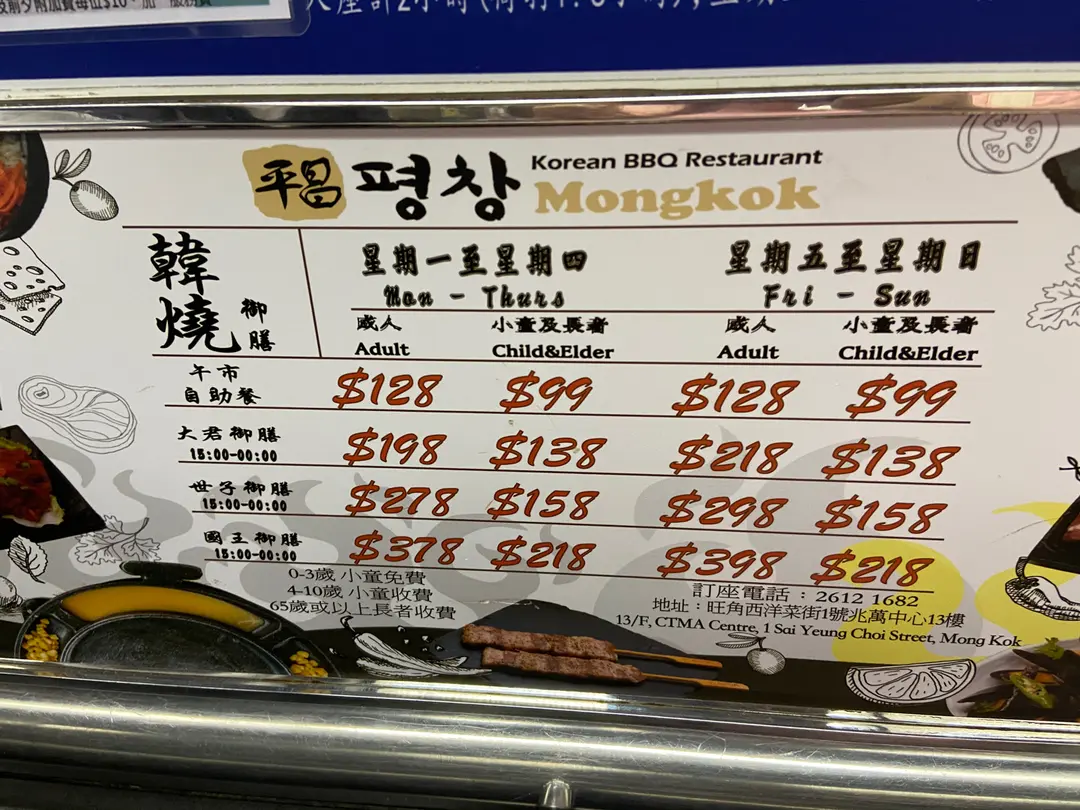 人座計2小時
平昌 평창 Korean BBQ Restaurant
Mongkok
韓燒御膳
星期一至星期四 星期五至星期日
Mon - Thurs Fri - Sun
成人 小童及長者 成人 小童及長者
Adult Child&Elder Adult Child&Elder
午市
自助餐 $128 $99 $128 $99
大君御膳
15:00-00:00 $198 $138 $218 $138
世子御膳
15:00-00:00 $278 $158 $298 $158
國王御膳
15:00-00:00 $378 $218 $398 $218
0-3歲 小童免費
4-10歲 小童收費
65歲或以上長者收費
訂座電話：2612 1682
地址：旺角西洋菜街1號兆萬中心13樓
13/F, CTMA Centre, 1 Sai Yeung Choi Street, Mong Kok